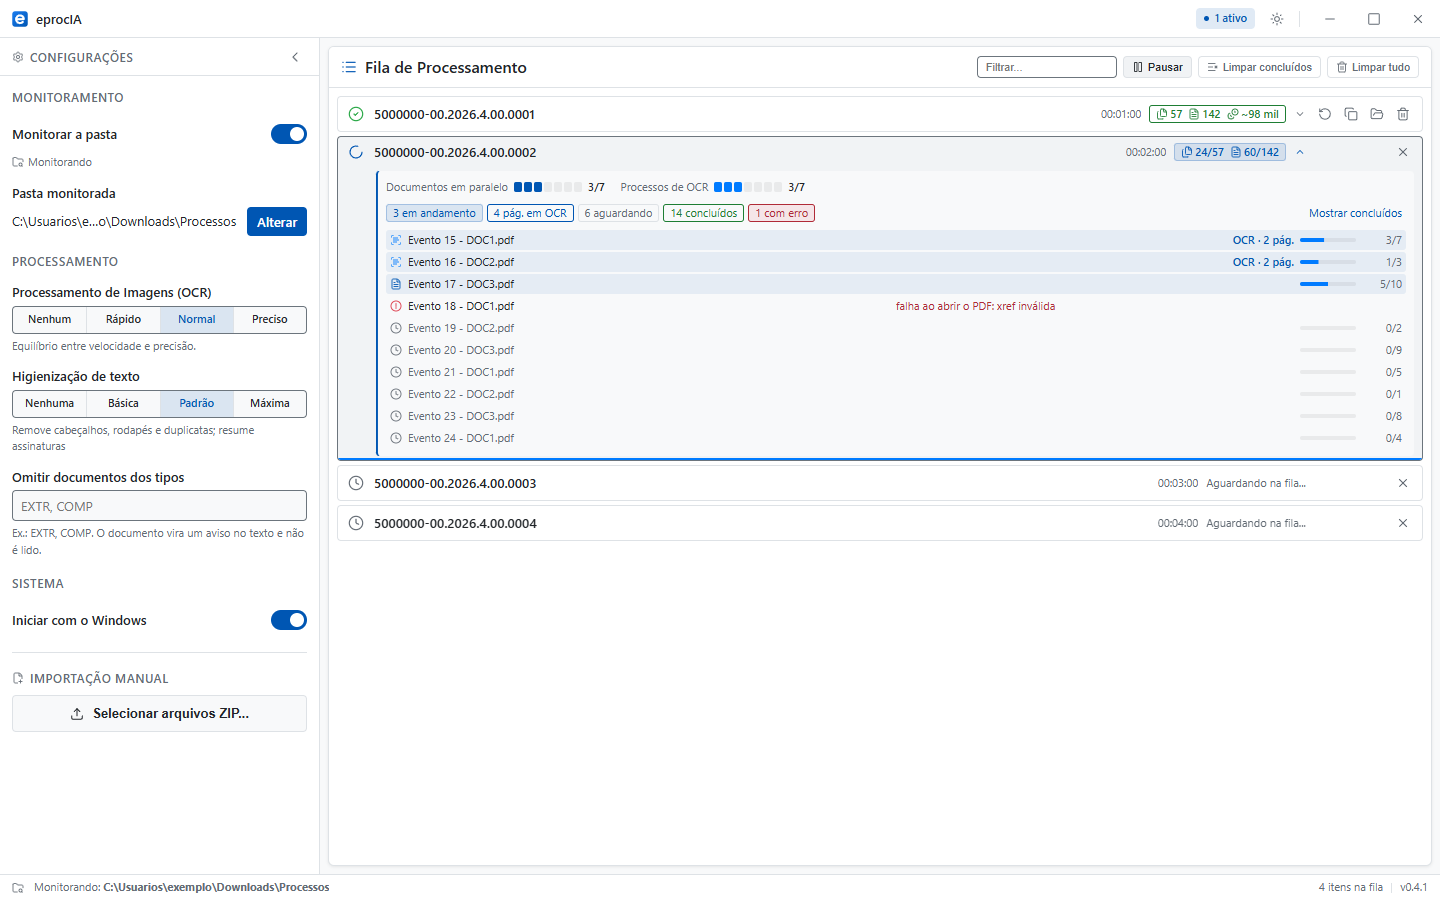 eprocIA
1 ativo
CONFIGURAÇÕES
MONITORAMENTO
Monitorar a pasta
Monitorando
Pasta monitorada
C:\Usuarios\e...o\Downloads\Processos
Alterar
PROCESSAMENTO
Processamento de Imagens (OCR)
Nenhum Rápido Normal Preciso
Equilíbrio entre velocidade e precisão.
Higienização de texto
Nenhuma Básica Padrão Máxima
Remove cabeçalhos, rodapés e duplicatas; resume
assinaturas
Omitir documentos dos tipos
EXTR, COMP
Ex.: EXTR, COMP. O documento vira um aviso no texto e não
é lido.
SISTEMA
Iniciar com o Windows
IMPORTAÇÃO MANUAL
Selecionar arquivos ZIP...
Fila de Processamento
Filtrar...
Pausar
Limpar concluídos
Limpar tudo
5000000-00.2026.4.00.0001 00:01:00 57 142 ~98 mil
5000000-00.2026.4.00.0002 00:02:00 24/57 60/142
Documentos em paralelo 3/7 Processos de OCR 3/7
3 em andamento 4 pág. em OCR 6 aguardando 14 concluídos 1 com erro Mostrar concluídos
Evento 15 - DOC1.pdf OCR · 2 pág. 3/7
Evento 16 - DOC2.pdf OCR · 2 pág. 1/3
Evento 17 - DOC3.pdf 5/10
Evento 18 - DOC1.pdf falha ao abrir o PDF: xref inválida
Evento 19 - DOC2.pdf 0/2
Evento 20 - DOC3.pdf 0/9
Evento 21 - DOC1.pdf 0/5
Evento 22 - DOC2.pdf 0/1
Evento 23 - DOC3.pdf 0/8
Evento 24 - DOC1.pdf 0/4
5000000-00.2026.4.00.0003 00:03:00 Aguardando na fila...
5000000-00.2026.4.00.0004 00:04:00 Aguardando na fila...
Monitorando: C:\Usuarios\exemplo\Downloads\Processos
4 itens na fila v0.4.1